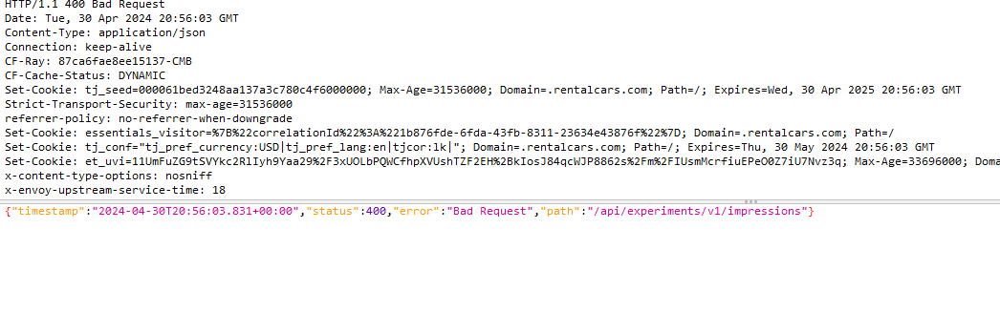 HTTP/1.1 400 Bad Request
Date: Tue, 30 Apr 2024 20:56:03 GMT
Content-Type: application/json
Connection: keep-alive
CF-Ray: 87ca6fae8ee15137-CMB
CF-Cache-Status: DYNAMIC
Set-Cookie: tj_seed=000061bed3248aa137a3c780c4f6000000; Max-Age=31536000; Domain=.rentalcars.com; Path=/; Expires=Wed, 30 Apr 2025 20:56:03 GMT
Strict-Transport-Security: max-age=31536000
referrer-policy: no-referrer-when-downgrade
Set-Cookie: essentials_visitor=%7B%22correlationId%22%3A%221b876fde-6fda-43fb-8311-23634e43876f%22%7D; Domain=.rentalcars.com; Path=/
Set-Cookie: tj_conf="tj_pref_currency:USD|tj_pref_lang:en|tjcor:lk|"; Domain=.rentalcars.com; Path=/; Expires=Thu, 30 May 2024 20:56:03 GMT
Set-Cookie: et_uvi=11UmFuZG9tSVYkc2RlIyh9Yaa29%2F3xUOLbPQWCfhpXVUshTZF2EH%2BkIosJ84qcWJP8862s%2Fm%2FIUsmMcrfiuEPeO0Z7iU7Nvz3q; Max-Age=33696000; Doma
x-content-type-options: nosniff
x-envoy-upstream-service-time: 18
{"timestamp":"2024-04-30T20:56:03.831+00:00","status":400,"error":"Bad Request","path":"/api/experiments/v1/impressions"}